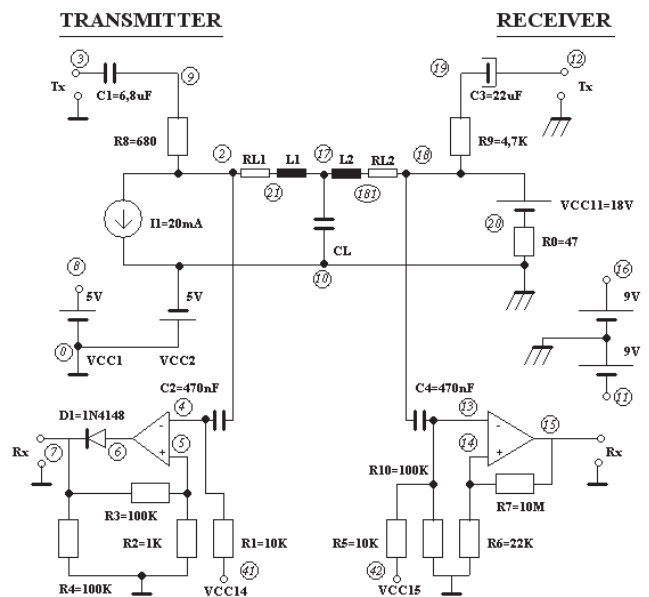 TRANSMITTER
RECEIVER
3
Tx
C1=6,8uF
9
19
C3=22uF
12
Tx
R8=680
R9=4,7K
2
RL1
L1
17
L2
RL2
18
21
181
I1=20mA
CL
10
VCC11=18V
20
R0=47
8
5V
5V
16
9V
0
VCC1
VCC2
9V
11
C2=470nF
C4=470nF
D1=1N4148
4
13
15
Rx
7
6
5
14
Rx
R10=100K
R3=100K
R7=10M
R2=1K
R1=10K
R5=10K
R6=22K
R4=100K
41
VCC14
42
VCC15
-
+
-
+